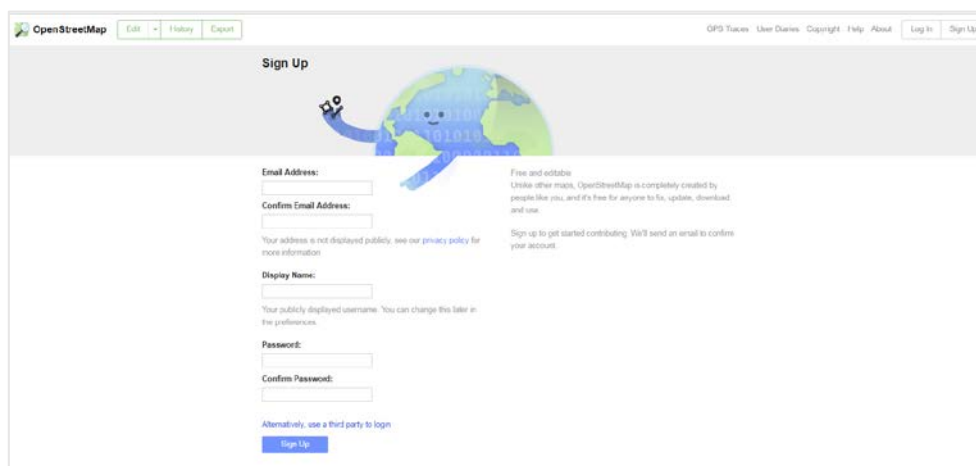 OpenStreetMap Edit History Export GPS Traces User Diaries Copyright Help About Log In Sign Up
Sign Up
Email Address:
Confirm Email Address:
Your address is not displayed publicly, see our privacy policy for
more information
Display Name:
Your publicly displayed username. You can change this later in
the preferences.
Password:
Confirm Password:
Alternatively, use a third party to login
Sign Up
Free and editable
Unlike other maps, OpenStreetMap is completely created by
people like you, and it's free for anyone to fix, update, download
and use.
Sign up to get started contributing. We'll send an email to confirm
your account.